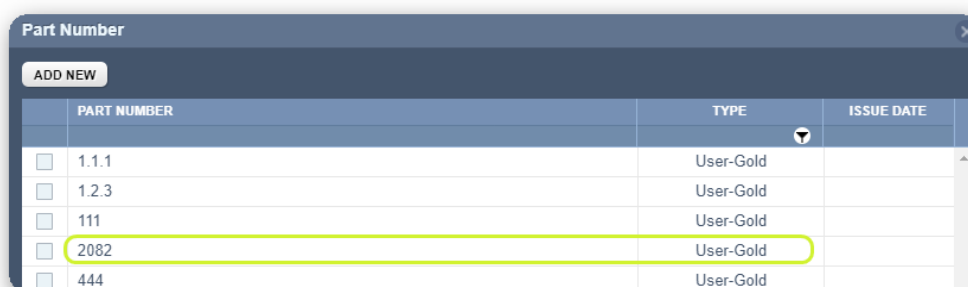 Part Number
ADD NEW
PART NUMBER TYPE ISSUE DATE
1.1.1 User-Gold
1.2.3 User-Gold
111 User-Gold
2082 User-Gold
444 User-Gold